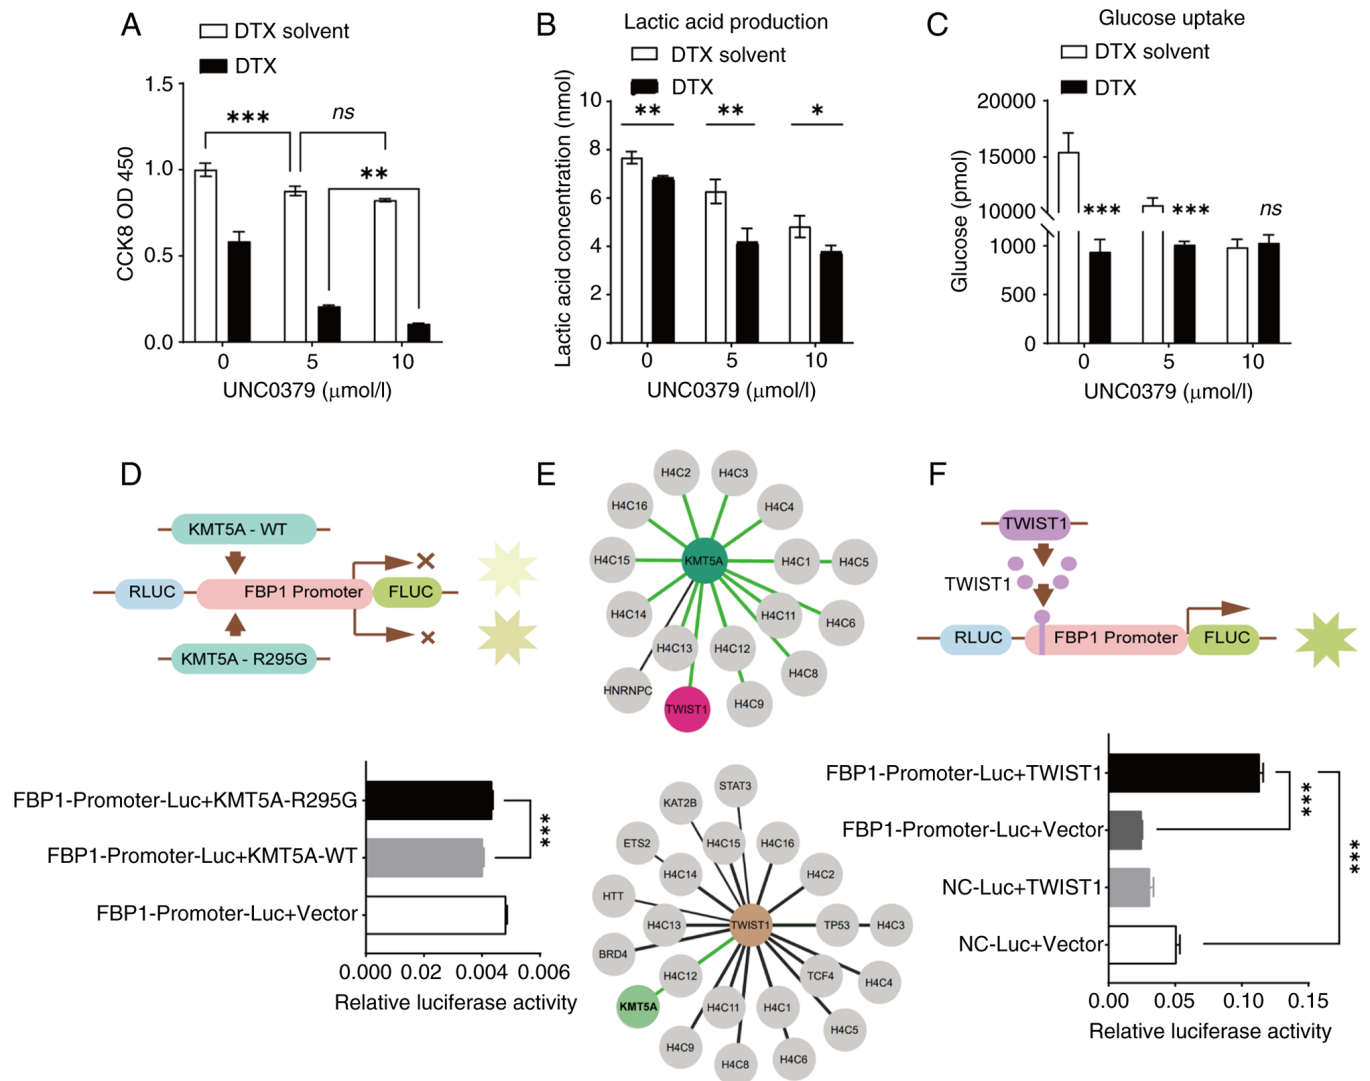 A
DTX solvent
DTX
1.5
1.0
0.5
0.0
CCK8 OD 450
***
ns
**
0 5 10
UNC0379 (μmol/l)
B
Lactic acid production
DTX solvent
DTX
10
8
6
4
2
0
Lactic acid concentration (nmol)
** ** *
0 5 10
UNC0379 (μmol/l)
C
Glucose uptake
DTX solvent
DTX
20000
15000
10000
1000
500
0
Glucose (pmol)
*** *** ns
0 5 10
UNC0379 (μmol/l)
D
KMT5A - WT
RLUC FBP1 Promoter FLUC
KMT5A - R295G
FBP1-Promoter-Luc+KMT5A-R295G
FBP1-Promoter-Luc+KMT5A-WT
FBP1-Promoter-Luc+Vector
***
0.000 0.02 0.004 0.006
Relative luciferase activity
E
H4C2 H4C3
H4C16 H4C4
H4C15 KMT5A H4C1 H4C5
H4C14 H4C11 H4C6
H4C13 H4C12
H4C8
HNRNPC TWIST1 H4C9
STAT3
KAT2B
ETS2 H4C15 H4C16
H4C14 H4C2
HTT
H4C13 TWIST1 TP53 H4C3
BRD4
H4C12 TCF4 H4C4
KMT5A H4C11 H4C1
H4C5
H4C9 H4C8 H4C6
F
TWIST1
TWIST1
RLUC FBP1 Promoter FLUC
FBP1-Promoter-Luc+TWIST1
FBP1-Promoter-Luc+Vector
NC-Luc+TWIST1
NC-Luc+Vector
***
***
0.00 0.05 0.10 0.15
Relative luciferase activity